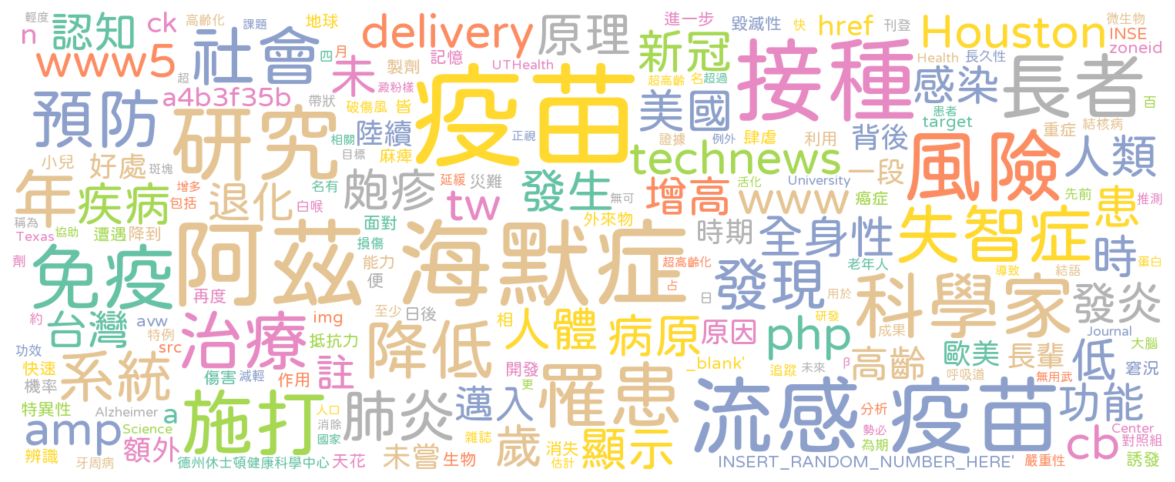 輕度 高齡化 課題 地球 進一步 毀滅性 快 刊登 微生物
n 認知 ck 社會 四 月 delivery 原理 新冠 href Houston INSE
www5 超 未 記憶 UTHealth 接種 Health 長久性 zoneid
a4b3f35b 澱粉樣 製劑 疫苗 超高齡 名 超過 感染 長者 百
預防 研究 帶狀 破傷風 皆 美國 患者 target 結核病
相關 陸續 正視 證據 例外 肆虐 利用 背後 重症
小兒 好處 斑塊 目標 麻痺 technews 風險 人類
年 疾病 增多 退化 名有 皰疹 延緩 災難 發生 無可 增高 活化 University 一段 癌症 先前 推測
稱為 包括 白喉 tw www 失智症 患
Texas 協助 遭遇 降到 面對 外來物 時期 全身性 時
劑 免疫 阿茲海默症 損傷 能力 超高齡化 老年人 導致 結語 蛋白
再度 便 占 日 發現 用於 科學家 發炎
約 台灣 avw 特例 img 治療 抵抗力 至少 日後 相 人體 病原 原因 php 研發 成果 Journal 大腦
功效 系統 src 降低 開發 _blank' 追蹤 未來 β 高齡 歐美 長輩 低 窘況
快速 機率 傷害 減輕 作用 註 更 呼吸道 無用武
特異性 Alzheimer a 施打 人口 肺炎 邁入 罹患 流感疫苗 分析 功能
amp Science 額外 消除 雜誌 歲 消失 顯示 勢必 Center 對照組
辨識 牙周病 德州休士頓健康科學中心 國家 天花 未嘗 生物 估計 INSERT_RANDOM_NUMBER_HERE' 為期 嚴重性 cb 誘發